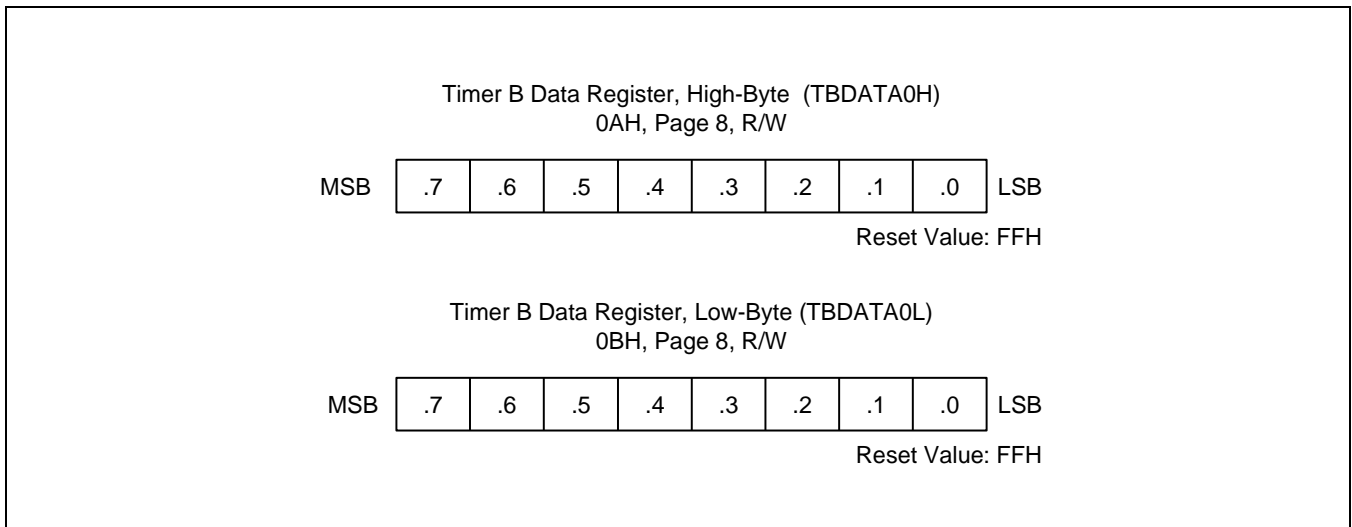 Timer B Data Register, High-Byte (TBDATA0H)
0AH, Page 8, R/W
MSB .7 .6 .5 .4 .3 .2 .1 .0 LSB
Reset Value: FFH
Timer B Data Register, Low-Byte (TBDATA0L)
0BH, Page 8, R/W
MSB .7 .6 .5 .4 .3 .2 .1 .0 LSB
Reset Value: FFH